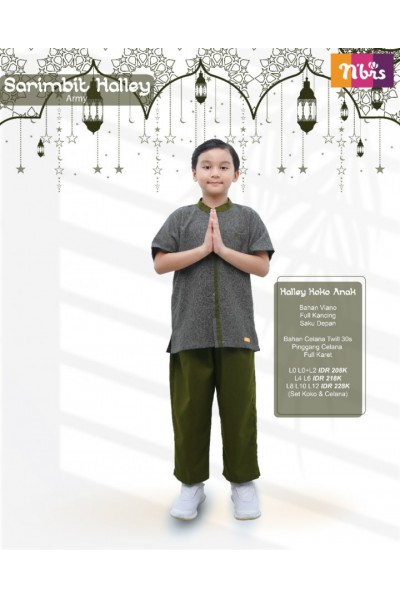 Sarimbit Halley
Army
N'brs
Halley Koko Anak
Bahan Viano
Full Kancing
Saku Depan
Bahan Celana Twill 30s
Pinggang Celana
Full Karet
L0 L0+L2 IDR 208K
L4 L6 IDR 218K
L8 L10 L12 IDR 228K
(Set Koko & Celana)